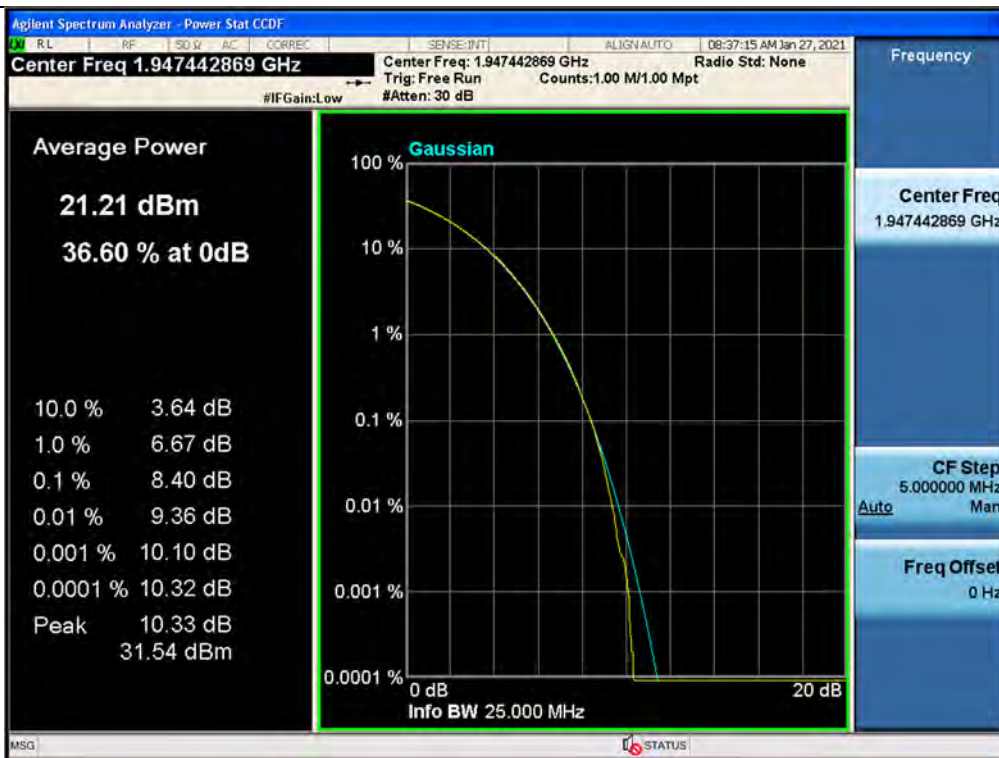 Agilent Spectrum Analyzer - Power Stat CCDF
LXI RL RF 50 Ω AC CORREC SENSE:INT ALIGN AUTO 08:37:15 AM Jan 27, 2021
Center Freq 1.947442869 GHz
Center Freq: 1.947442869 GHz Radio Std: None
Trig: Free Run Counts:1.00 M/1.00 Mpt
#IFGain:Low #Atten: 30 dB
Frequency
Average Power
21.21 dBm
36.60 % at 0dB
10.0 % 3.64 dB
1.0 % 6.67 dB
0.1 % 8.40 dB
0.01 % 9.36 dB
0.001 % 10.10 dB
0.0001 % 10.32 dB
Peak 10.33 dB
31.54 dBm
Gaussian
100 %
10 %
1 %
0.1 %
0.01 %
0.001 %
0.0001 %
0 dB 20 dB
Info BW 25.000 MHz
Center Freq
1.947442869 GHz
CF Step
5.000000 MHz
Auto Man
Freq Offset
0 Hz
MSG STATUS